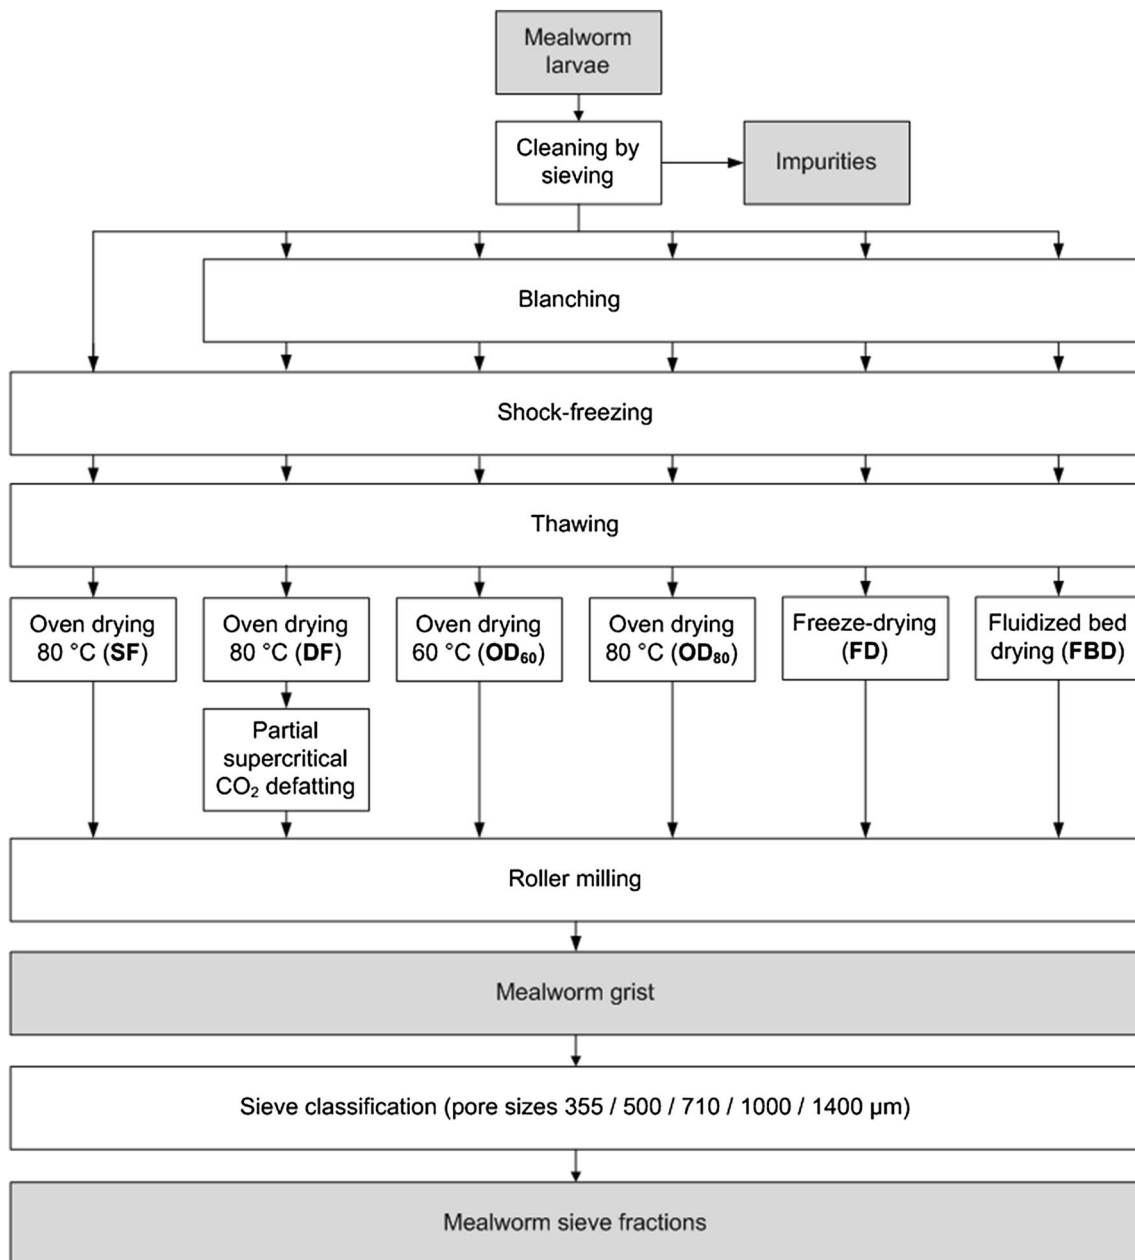 Mealworm
larvae
Cleaning by
sieving
Impurities
Blanching
Shock-freezing
Thawing
Oven drying
80 °C (SF)
Oven drying
80 °C (DF)
Oven drying
60 °C (OD₆₀)
Oven drying
80 °C (OD₈₀)
Freeze-drying
(FD)
Fluidized bed
drying (FBD)
Partial
supercritical
CO₂ defatting
Roller milling
Mealworm grist
Sieve classification (pore sizes 355 / 500 / 710 / 1000 / 1400 µm)
Mealworm sieve fractions